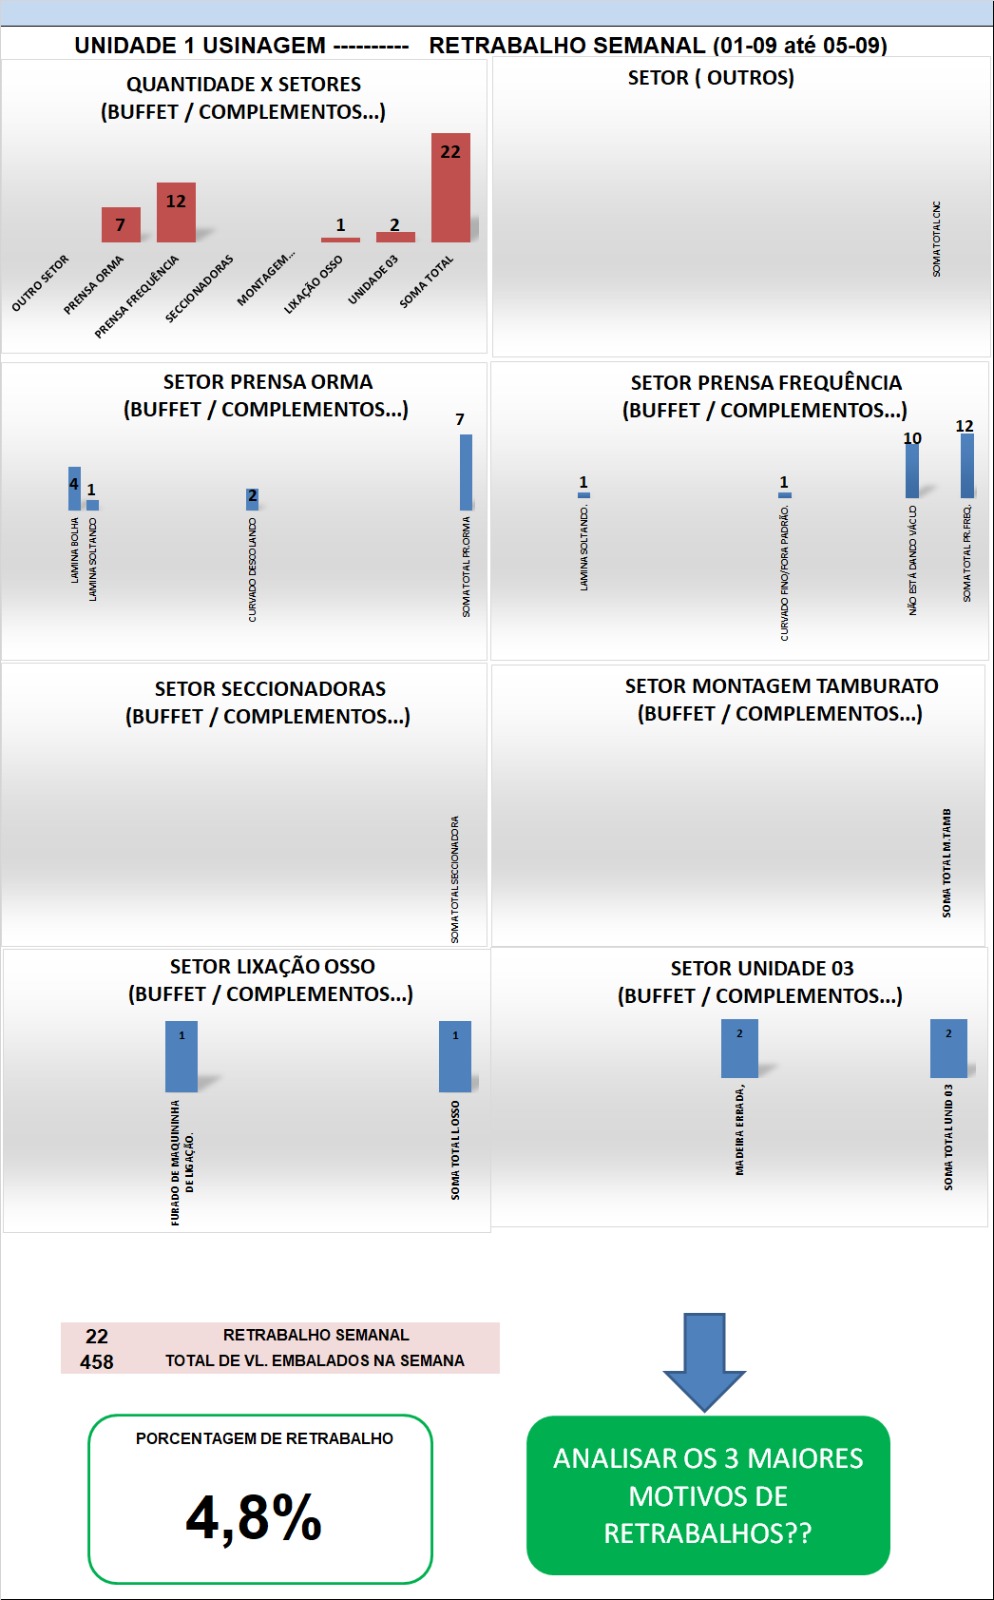 UNIDADE 1 USINAGEM ---------- RETRABALHO SEMANAL (01-09 até 05-09)
QUANTIDADE X SETORES
(BUFFET / COMPLEMENTOS...)
7
12
1
2
22
OUTRO SETOR
PRENSA ORMA
PRENSA FREQUÊNCIA
SECCIONADORAS
MONTAGEM...
LIXAÇÃO OSSO
UNIDADE 03
SOMA TOTAL
SETOR ( OUTROS)
SOMA TOTAL CNC
SETOR PRENSA ORMA
(BUFFET / COMPLEMENTOS...)
4
1
2
7
LAMINA BOLHA
LAMINA SOLTANDO
CURVADO DESCOLANDO
SOMA TOTAL PR.ORMA
SETOR PRENSA FREQUÊNCIA
(BUFFET / COMPLEMENTOS...)
1
1
10
12
LAMINA SOLTANDO.
CURVADO FINO/FORA PADRÃO.
NÃO ESTÁ DANDO VÁCUO
SOMA TOTAL PR.FREQ.
SETOR SECCIONADORAS
(BUFFET / COMPLEMENTOS...)
SOMA TOTAL SECCIONADORA
SETOR MONTAGEM TAMBURATO
(BUFFET / COMPLEMENTOS...)
SOMA TOTAL M.TAMB
SETOR LIXAÇÃO OSSO
(BUFFET / COMPLEMENTOS...)
1
1
FURADO DE MAQUININHA
DE LIGAÇÃO.
SOMA TOTAL L OSSO
SETOR UNIDADE 03
(BUFFET / COMPLEMENTOS...)
2
2
MADEIRA ERRADA,
SOMA TOTAL UNID 03
22 RETRABALHO SEMANAL
458 TOTAL DE VL. EMBALADOS NA SEMANA
PORCENTAGEM DE RETRABALHO
4,8%
ANALISAR OS 3 MAIORES
MOTIVOS DE
RETRABALHOS??